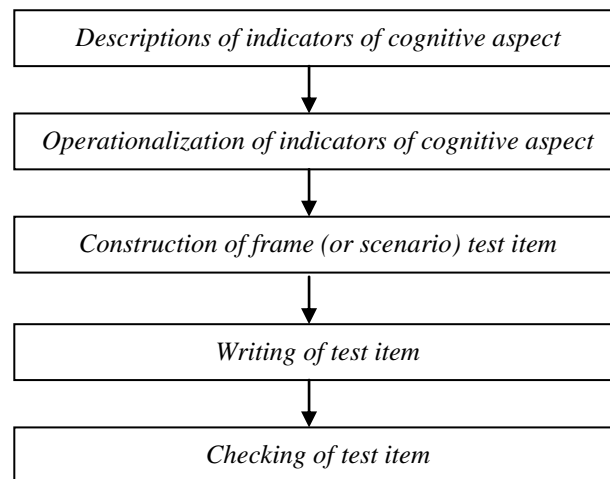 Descriptions of indicators of cognitive aspect
Operationalization of indicators of cognitive aspect
Construction of frame (or scenario) test item
Writing of test item
Checking of test item